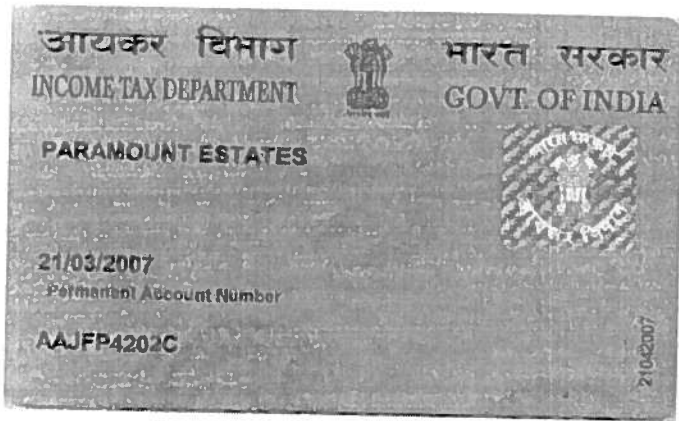 आयकर विभाग
INCOME TAX DEPARTMENT
भारत सरकार
GOVT. OF INDIA
PARAMOUNT ESTATES
21/03/2007
Permanent Account Number
AAJFP4202C
21042007